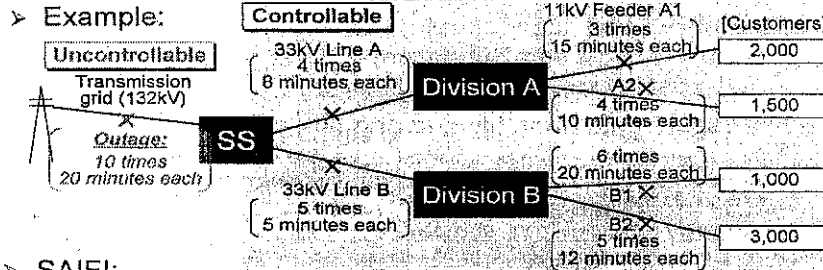 ➢ Example:
Controllable
11kV Feeder A1
3 times
15 minutes each
[Customers]
2,000
Uncontrollable
33kV Line A
4 times
8 minutes each
Transmission
grid (132kV)
Division A
A2
4 times
10 minutes each
1,500
Outage:
10 times
20 minutes each
SS
6 times
20 minutes each
B1
1,000
33kV Line B
5 times
5 minutes each
Division B
B2
5 times
12 minutes each
3,000
➢ SAIFI: